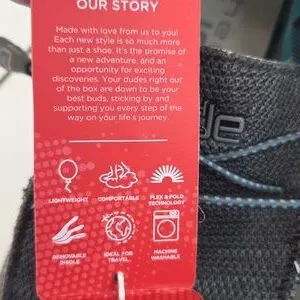 OUR STORY
Made with love from us to you!
Each new style is so much more
than just a shoe. It's the promise of
a new adventure, and an
opportunity for exciting
discoveries. Your dudes right out
of the box are down to be your
best buds, sticking by and
supporting you every step of the
way on your life's journey.
LIGHTWEIGHT
COMFORTABLE
FLEX & FOLD
TECHNOLOGY
REMOVABLE
INSOLE
IDEAL FOR
TRAVEL
MACHINE
WASHABLE
de